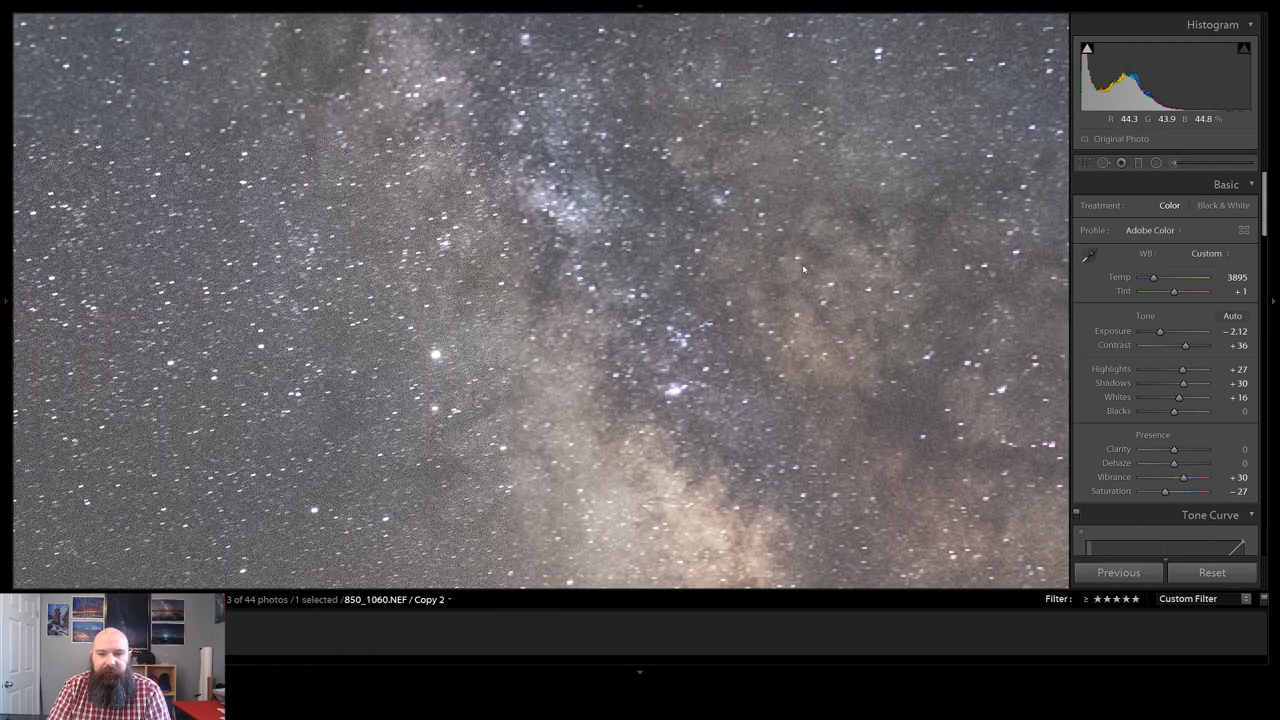 Histogram
R 44.3 G 43.9 B 44.8 %
Original Photo
Basic
Treatment : Color Black & White
Profile : Adobe Color
WB : Custom
Temp 3895
Tint + 1
Tone Auto
Exposure − 2.12
Contrast + 36
Highlights + 27
Shadows + 30
Whites + 16
Blacks 0
Presence
Clarity 0
Dehaze 0
Vibrance + 30
Saturation − 27
Tone Curve
Previous Reset
3 of 44 photos / 1 selected / 850_1060.NEF / Copy 2
Filter : ≥ ★★★★★ Custom Filter